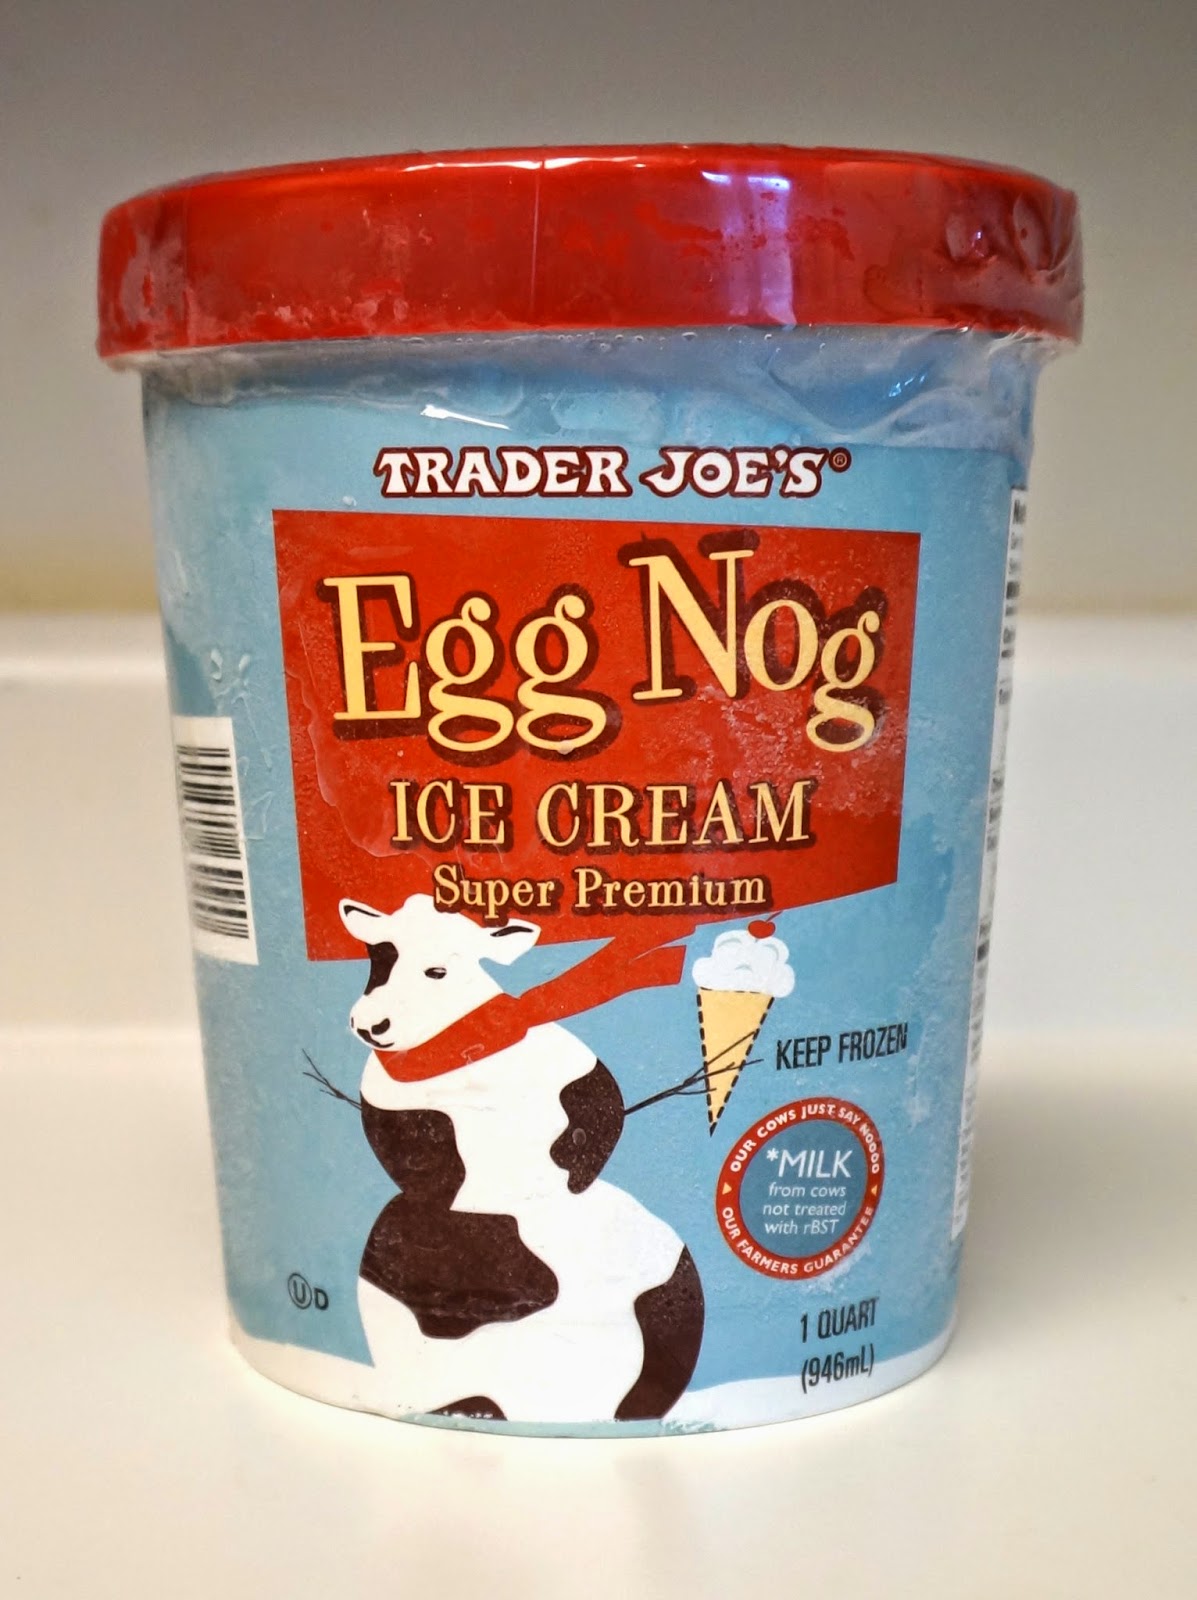 TRADER JOE'S®
Egg Nog
ICE CREAM
Super Premium
KEEP FROZEN
OUR COWS JUST SAY NOOOO
*MILK
from cows
not treated
with rBST
OUR FARMERS GUARANTEE
U D
1 QUART
(946mL)